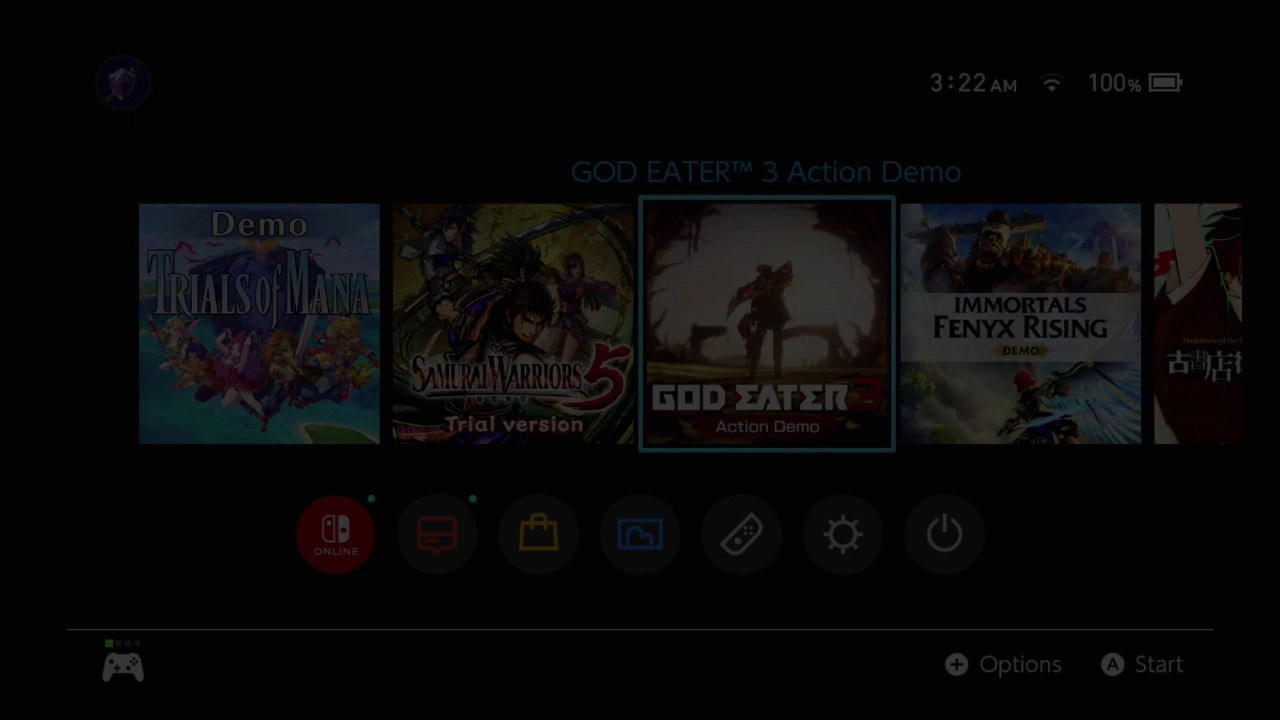 3:22 AM 100%
GOD EATER™ 3 Action Demo
Demo
TRIALS of MANA
SAMURAI WARRIORS 5
Trial version
GOD EATER 3
Action Demo
IMMORTALS
FENYX RISING
DEMO
古書店街
ONLINE
Options
Start